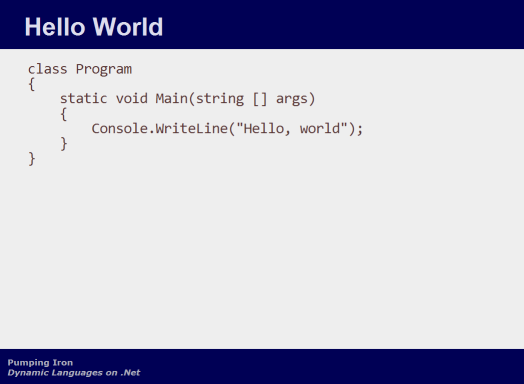 Hello World
class Program
{
    static void Main(string [] args)
    {
        Console.WriteLine("Hello, world");
    }
}
Pumping Iron
Dynamic Languages on .Net